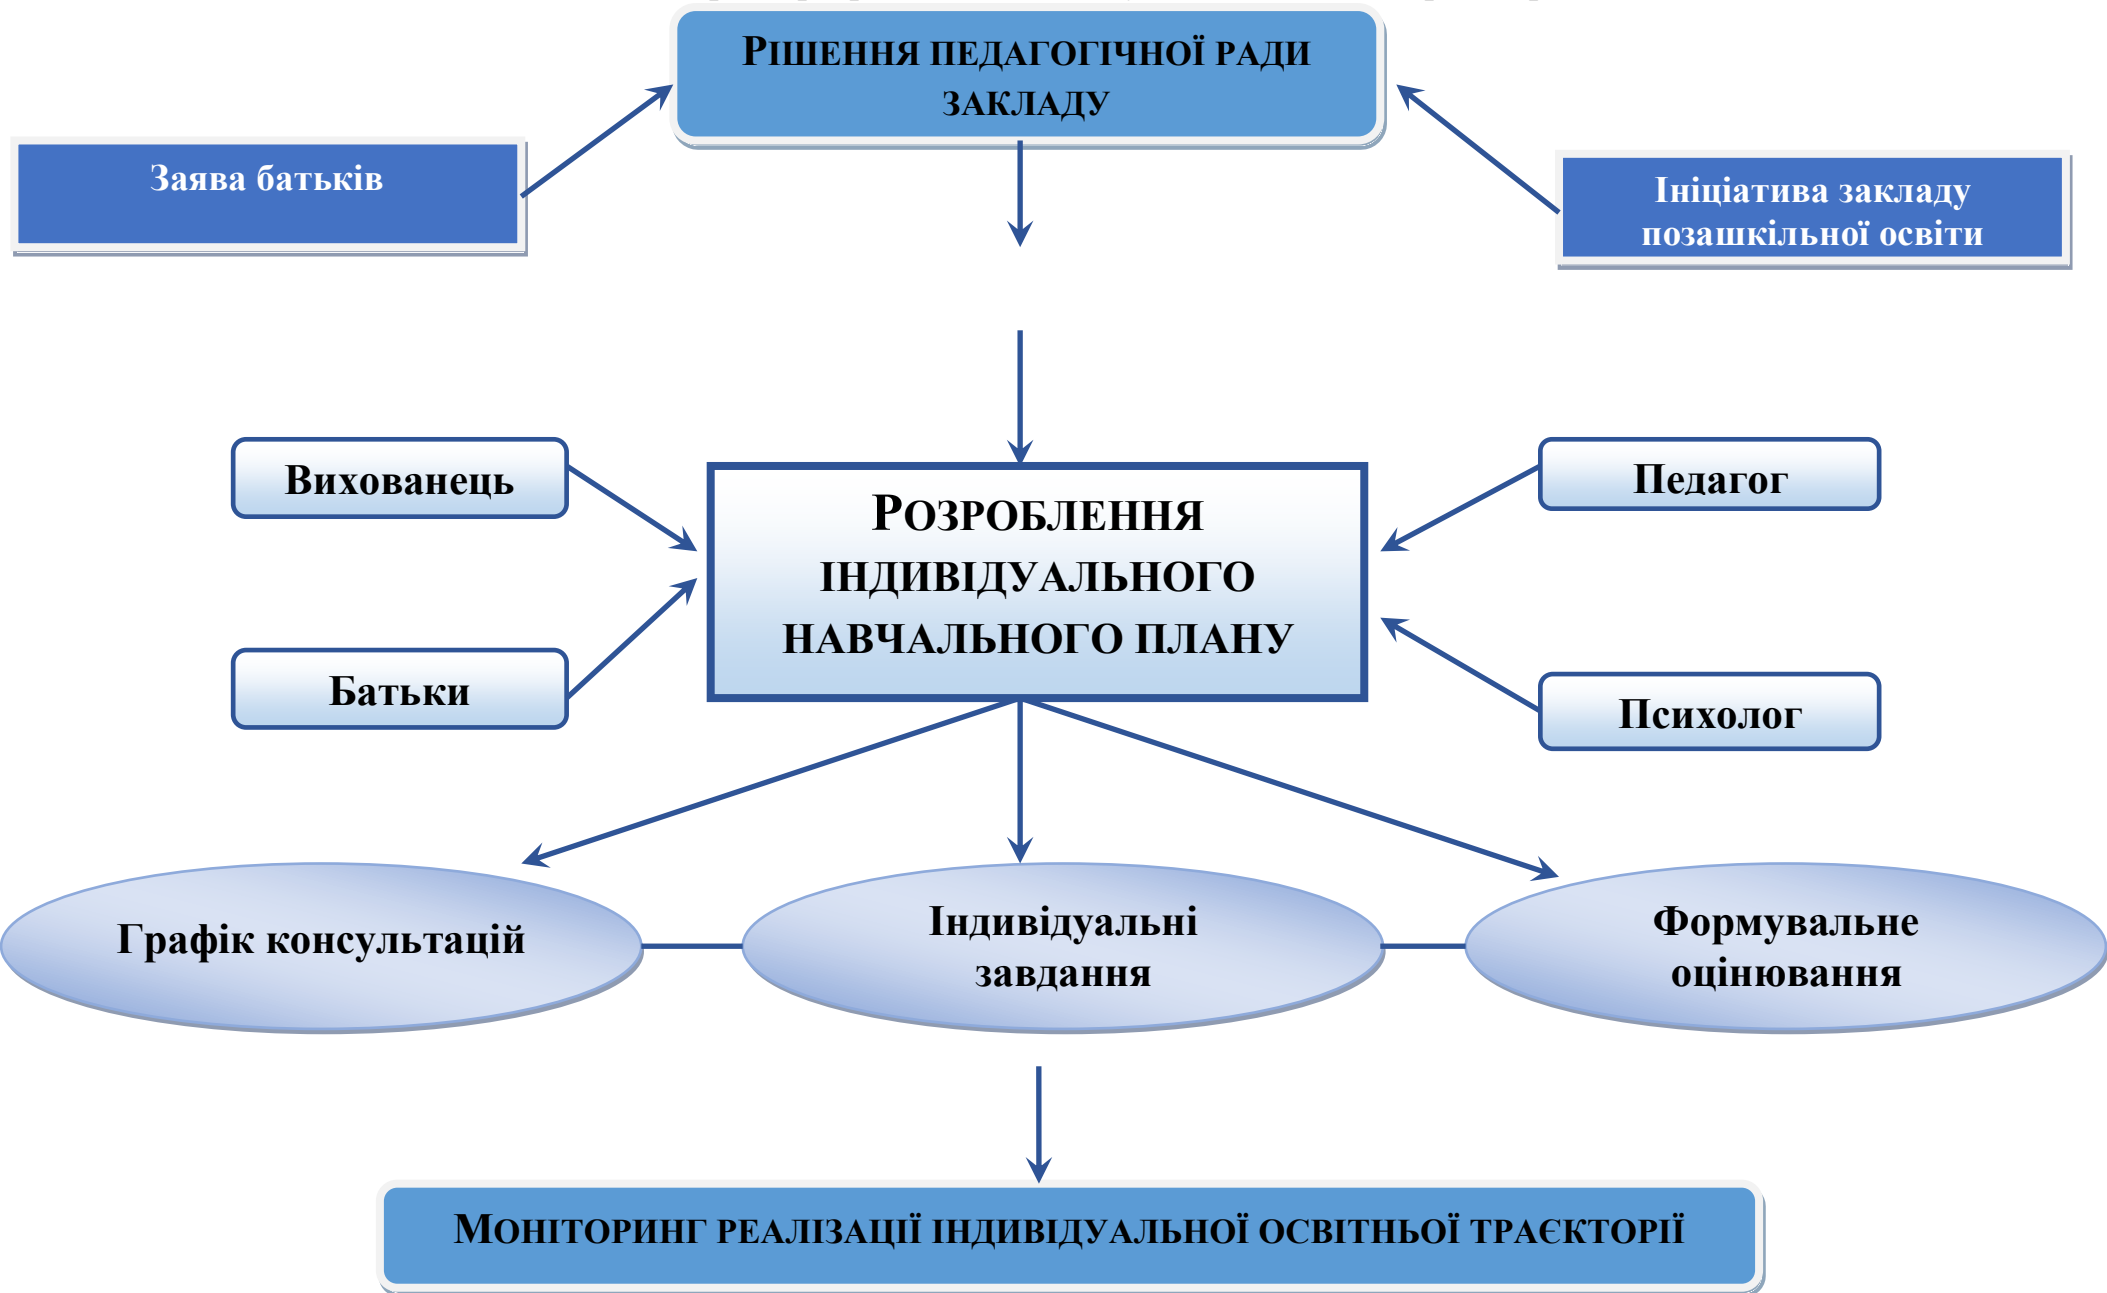 РІШЕННЯ ПЕДАГОГІЧНОЇ РАДИ
ЗАКЛАДУ
Заява батьків
Ініціатива закладу
позашкільної освіти
Вихованець
Педагог
РОЗРОБЛЕННЯ
ІНДИВІДУАЛЬНОГО
НАВЧАЛЬНОГО ПЛАНУ
Батьки
Психолог
Графік консультацій
Індивідуальні
завдання
Формувальне
оцінювання
МОНІТОРИНГ РЕАЛІЗАЦІЇ ІНДИВІДУАЛЬНОЇ ОСВІТНЬОЇ ТРАЄКТОРІЇ